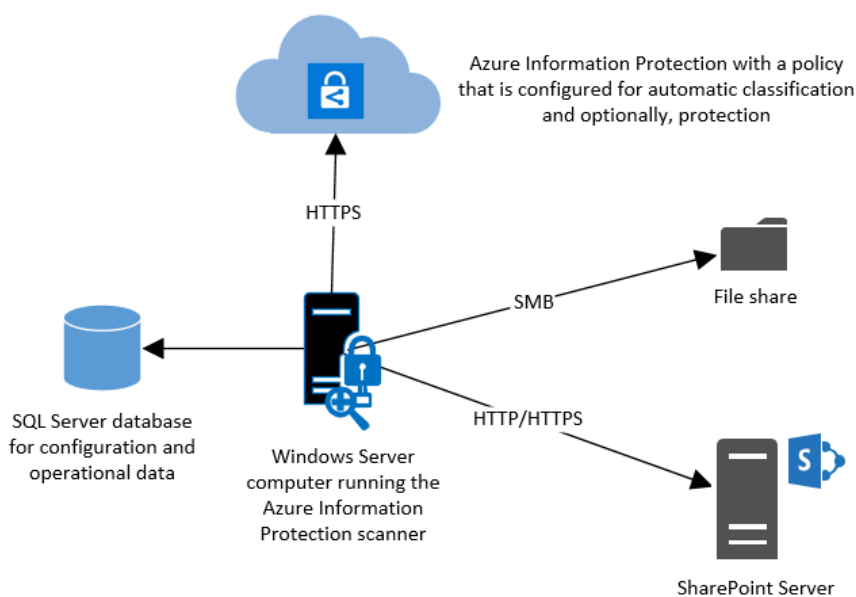 Azure Information Protection with a policy
that is configured for automatic classification
and optionally, protection
HTTPS
SMB
File share
SQL Server database
for configuration and
operational data
HTTP/HTTPS
S
Windows Server
computer running the
Azure Information
Protection scanner
SharePoint Server